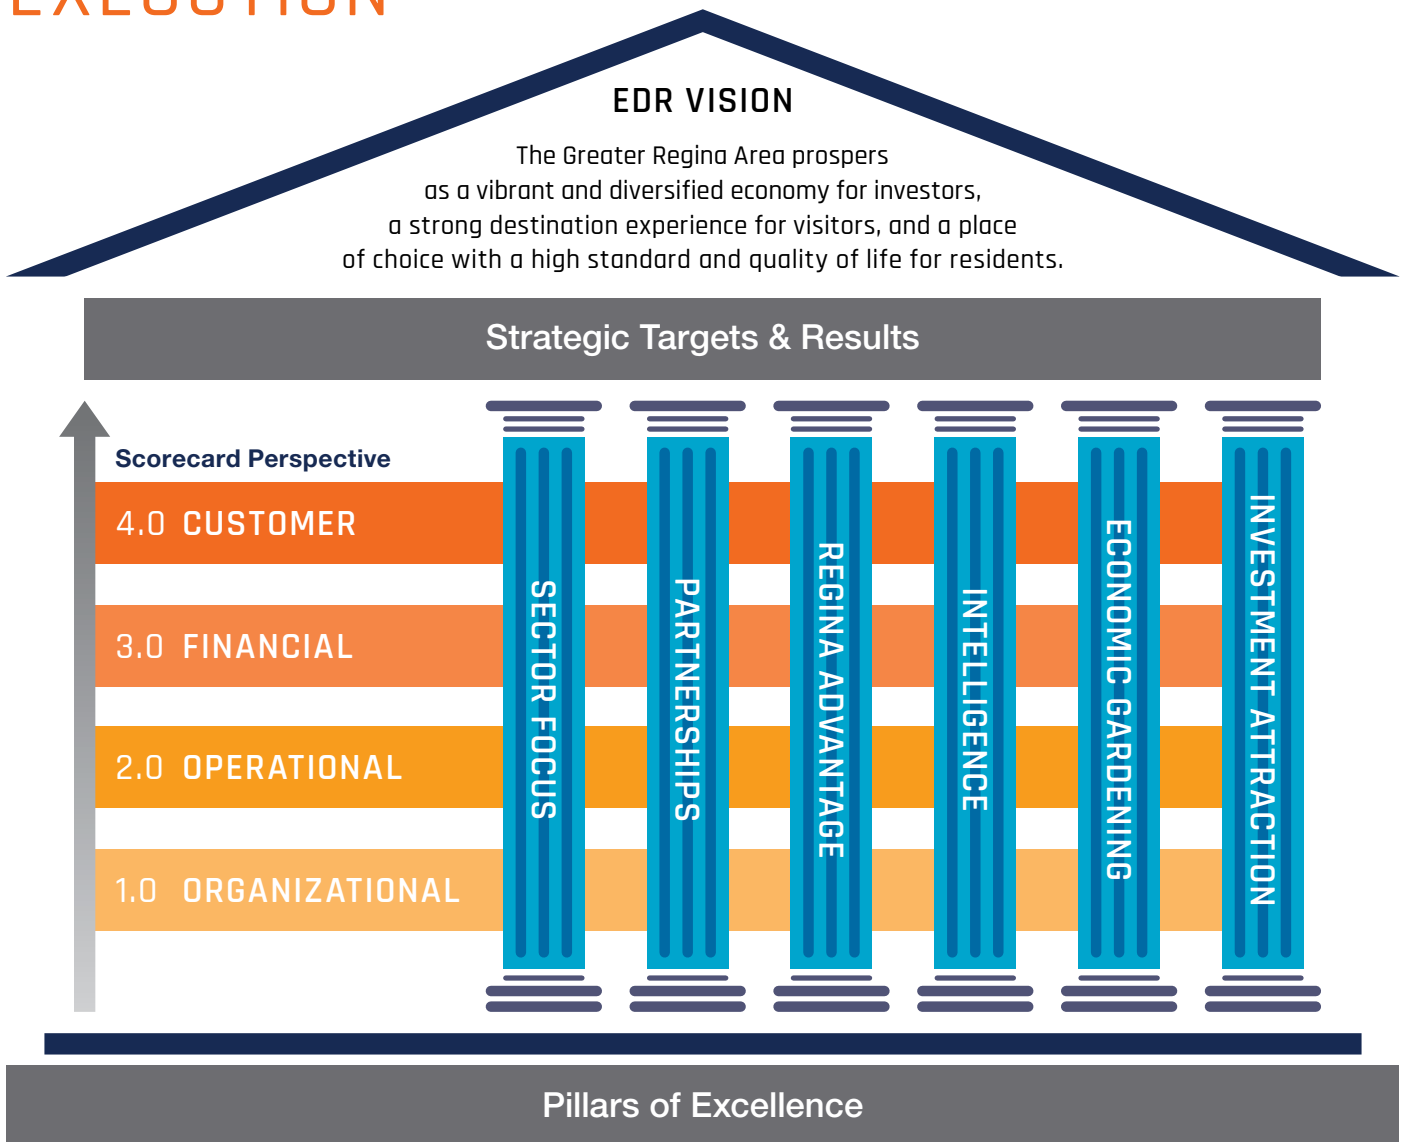 EXECUTION
EDR VISION
The Greater Regina Area prospers
as a vibrant and diversified economy for investors,
a strong destination experience for visitors, and a place
of choice with a high standard and quality of life for residents.
Strategic Targets & Results
Scorecard Perspective
4.0 CUSTOMER
3.0 FINANCIAL
2.0 OPERATIONAL
1.0 ORGANIZATIONAL
SECTOR FOCUS
PARTNERSHIPS
REGINA ADVANTAGE
INTELLIGENCE
ECONOMIC GARDENING
INVESTMENT ATTRACTION
Pillars of Excellence